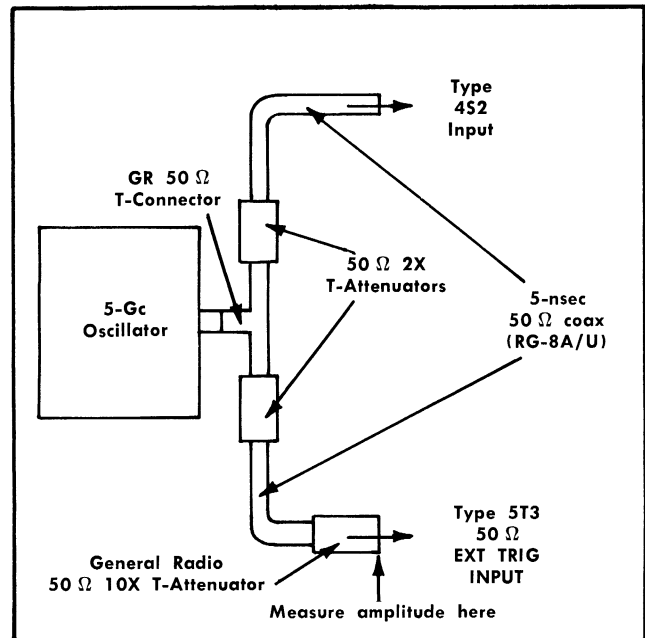 Type
4S2
Input
GR 50 Ω
T-Connector
50 Ω 2X
T-Attenuators
5-Gc
Oscillator
5-nsec
50 Ω coax
(RG-8A/U)
Type 5T3
50 Ω
EXT TRIG
INPUT
General Radio
50 Ω 10X T-Attenuator
Measure amplitude here